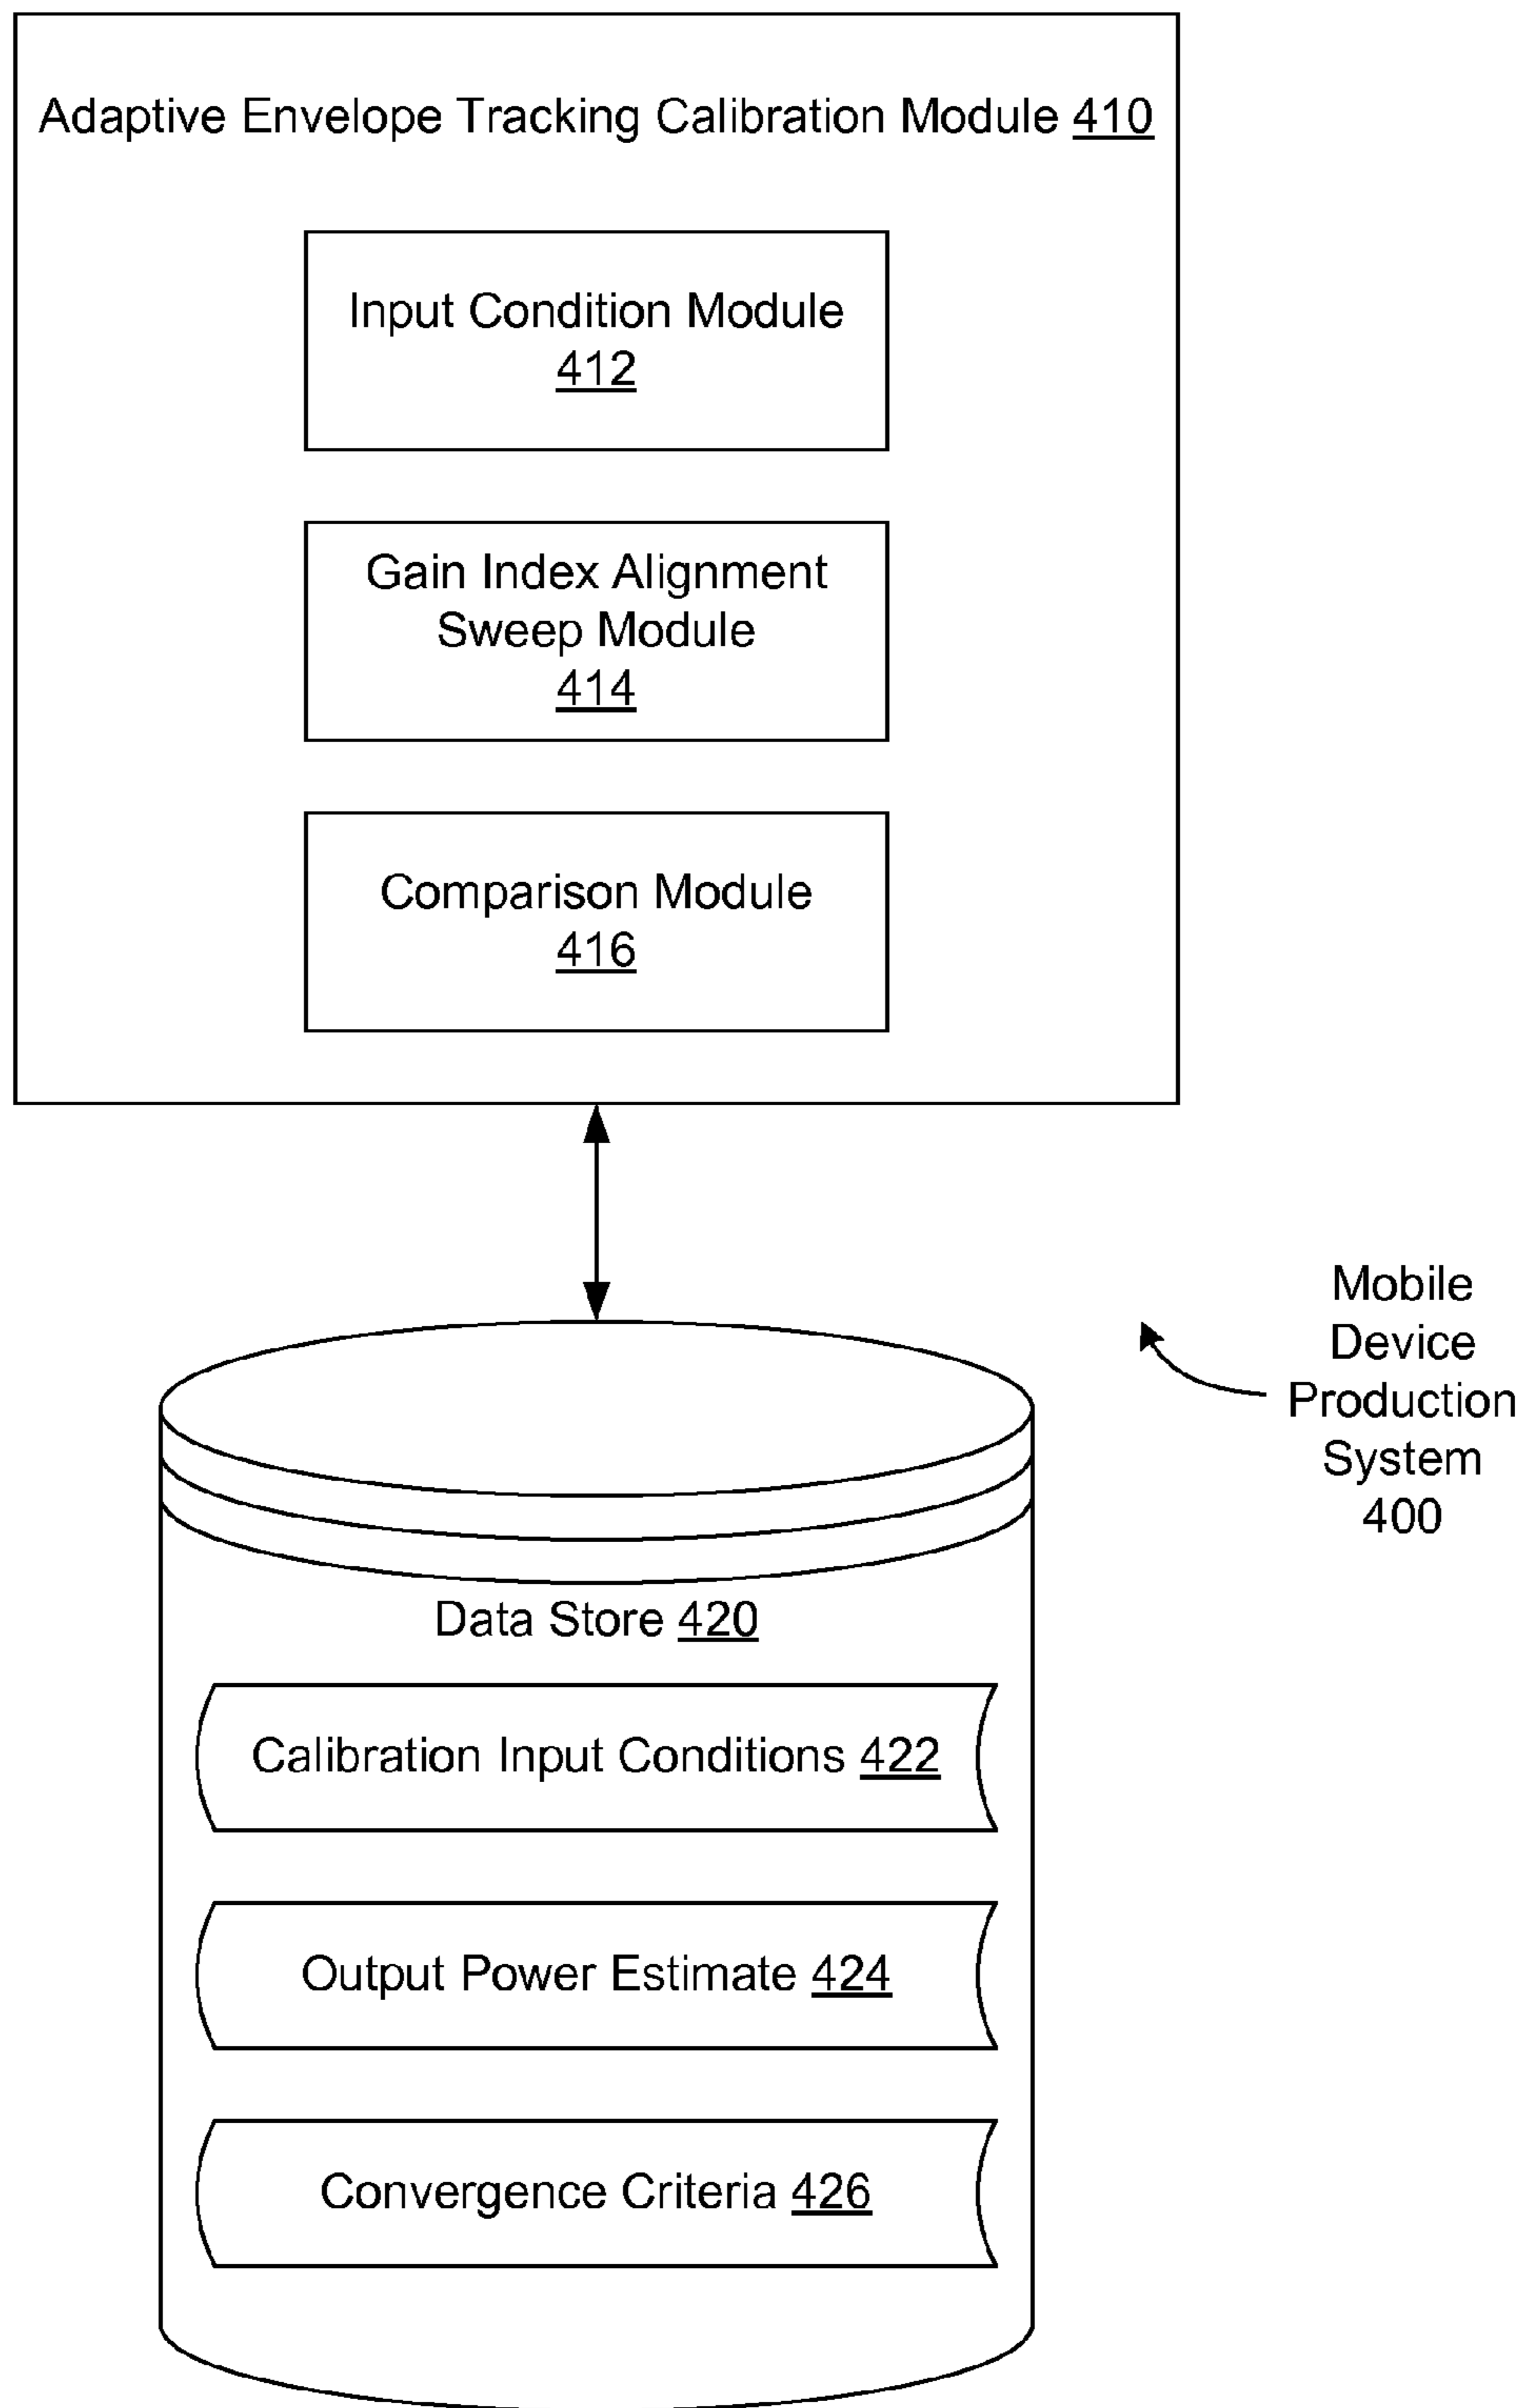 Adaptive Envelope Tracking Calibration Module 410
Input Condition Module
412
Gain Index Alignment
Sweep Module
414
Comparison Module
416
Mobile
Device
Production
System
400
Data Store 420
Calibration Input Conditions 422
Output Power Estimate 424
Convergence Criteria 426